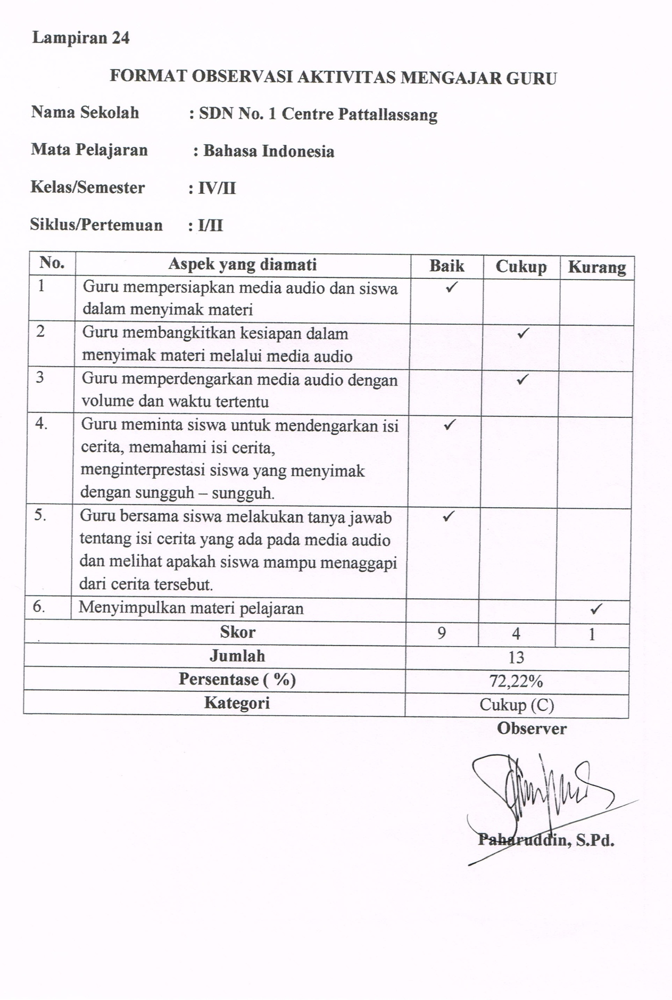 Lampiran 24
FORMAT OBSERVASI AKTIVITAS MENGAJAR GURU
Nama Sekolah : SDN No. 1 Centre Pattallassang
Mata Pelajaran : Bahasa Indonesia
Kelas/Semester : IV/II
Siklus/Pertemuan : I/II
No. Aspek yang diamati Baik Cukup Kurang
1 Guru mempersiapkan media audio dan siswa ✓
dalam menyimak materi
2 Guru membangkitkan kesiapan dalam ✓
menyimak materi melalui media audio
3 Guru memperdengarkan media audio dengan ✓
volume dan waktu tertentu
4. Guru meminta siswa untuk mendengarkan isi ✓
cerita, memahami isi cerita,
menginterprestasi siswa yang menyimak
dengan sungguh – sungguh.
5. Guru bersama siswa melakukan tanya jawab ✓
tentang isi cerita yang ada pada media audio
dan melihat apakah siswa mampu menaggapi
dari cerita tersebut.
6. Menyimpulkan materi pelajaran ✓
Skor 9 4 1
Jumlah 13
Persentase ( %) 72,22%
Kategori Cukup (C)
Observer
Paharuddin, S.Pd.